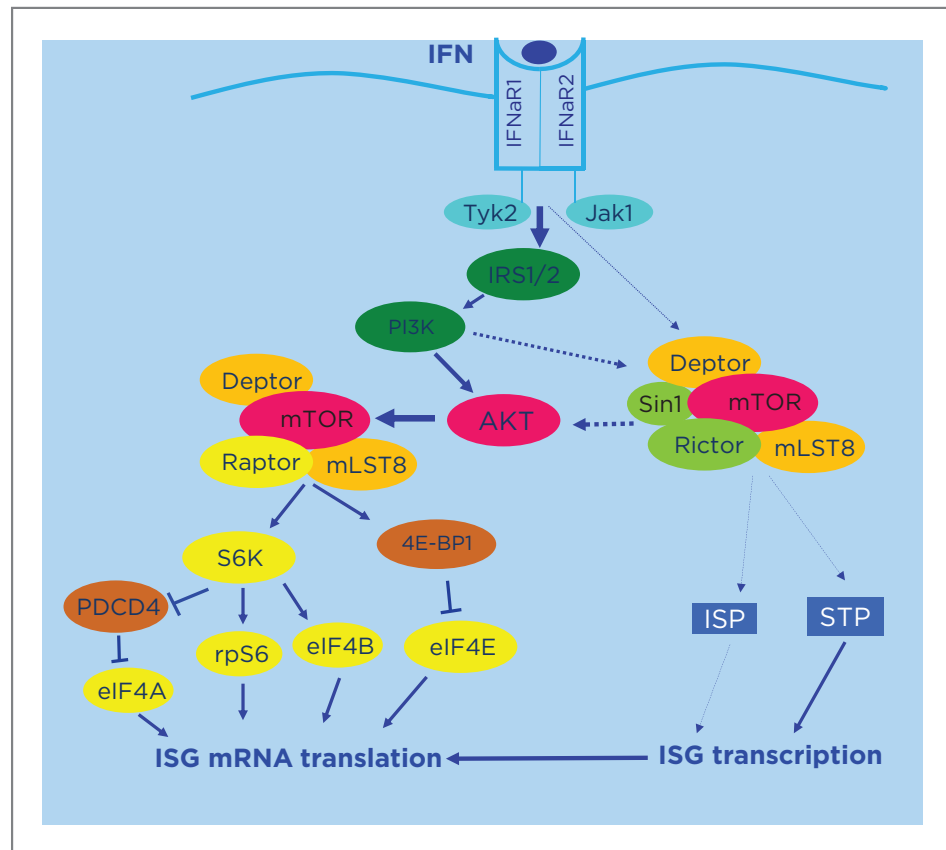 IFN
IFNaR1
IFNaR2
Tyk2
Jak1
IRS1/2
PI3K
Deptor
mTOR
Raptor
mLST8
AKT
Deptor
Sin1
mTOR
Rictor
mLST8
S6K
4E-BP1
PDCD4
rpS6
eIF4B
eIF4E
eIF4A
ISP
STP
ISG mRNA translation
ISG transcription